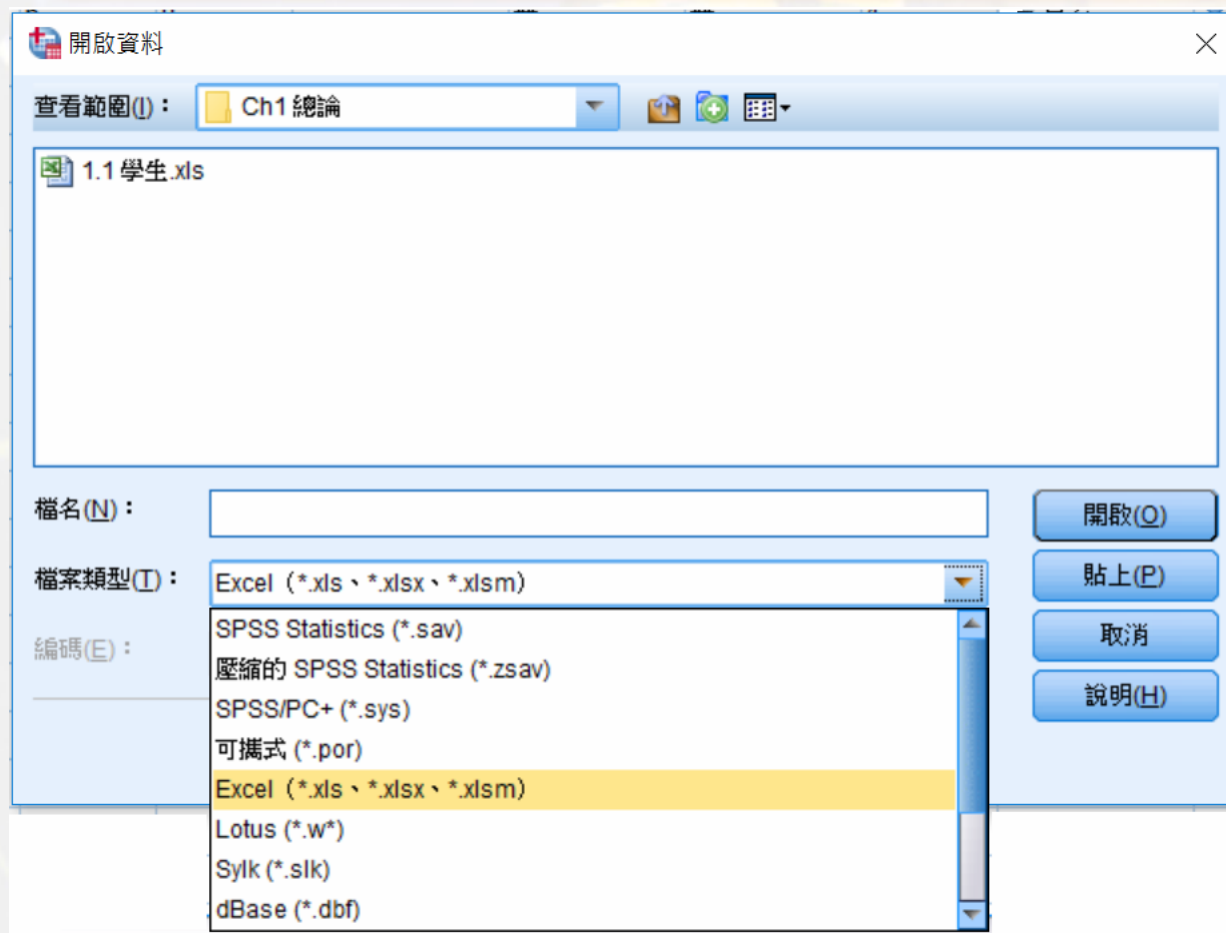 開啟資料
查看範圍(I)：
Ch1 總論
1.1 學生.xls
檔名(N)：
開啟(O)
檔案類型(T)：
Excel（*.xls、*.xlsx、*.xlsm）
貼上(P)
編碼(E)：
SPSS Statistics (*.sav)
取消
壓縮的 SPSS Statistics (*.zsav)
SPSS/PC+ (*.sys)
說明(H)
可攜式 (*.por)
Excel（*.xls、*.xlsx、*.xlsm）
Lotus (*.w*)
Sylk (*.slk)
dBase (*.dbf)